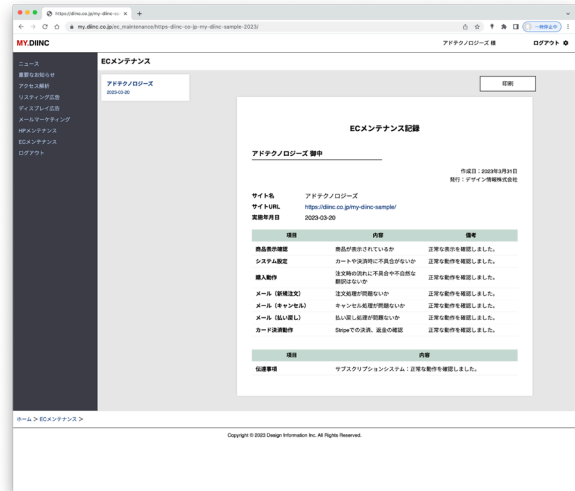 https://diinc.co.jp/my-diinc-sa
my.diinc.co.jp/ec_maintenance/https-diinc-co-jp-my-diinc-sample-2023/
一時停止中
MY.DIINC
アドテクノロジーズ 様
ログアウト
ニュース
重要なお知らせ
アクセス解析
リスティング広告
ディスプレイ広告
メールマーケティング
HPメンテナンス
ECメンテナンス
ログアウト
ECメンテナンス
アドテクノロジーズ
2023-03-20
印刷
ECメンテナンス記録
アドテクノロジーズ 御中
作成日：2023年3月31日
発行：デザイン情報株式会社
サイト名 アドテクノロジーズ
サイトURL https://diinc.co.jp/my-diinc-sample/
実施年月日 2023-03-20
項目 内容 備考
商品表示確認 商品が表示されているか 正常な表示を確認しました。
システム設定 カートや決済時に不具合がないか 正常な動作を確認しました。
購入動作 注文時の流れに不具合や不自然な翻訳はないか 正常な動作を確認しました。
メール（新規注文） 注文処理が問題ないか 正常な動作を確認しました。
メール（キャンセル） キャンセル処理が問題ないか 正常な動作を確認しました。
メール（払い戻し） 払い戻し処理が問題ないか 正常な動作を確認しました。
カード決済動作 Stripeでの決済、返金の確認 正常な動作を確認しました。
項目 内容
伝達事項 サブスクリプションシステム：正常な動作を確認しました。
ホーム > ECメンテナンス >
Copyright © 2023 Design Information Inc. All Rights Reserved.